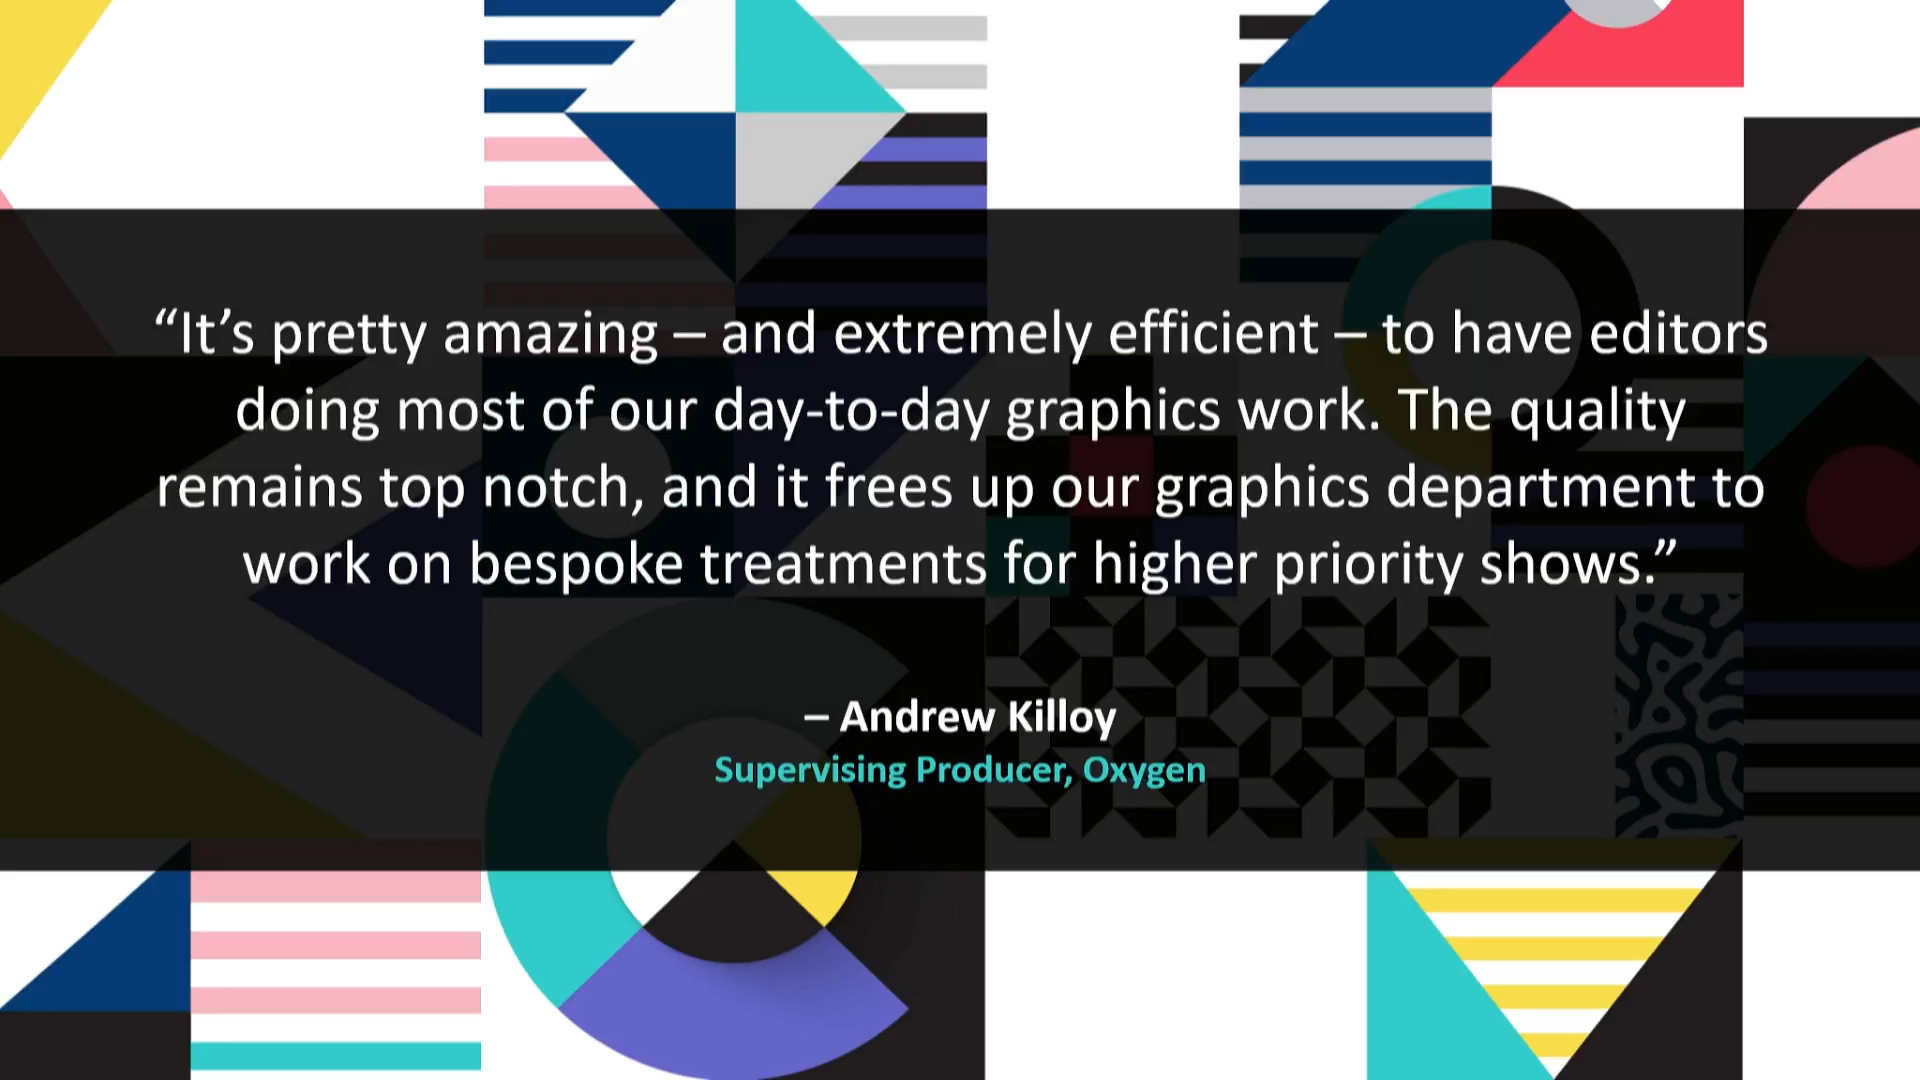 “It’s pretty amazing – and extremely efficient – to have editors
doing most of our day-to-day graphics work. The quality
remains top notch, and it frees up our graphics department to
work on bespoke treatments for higher priority shows.”
– Andrew Killoy
Supervising Producer, Oxygen